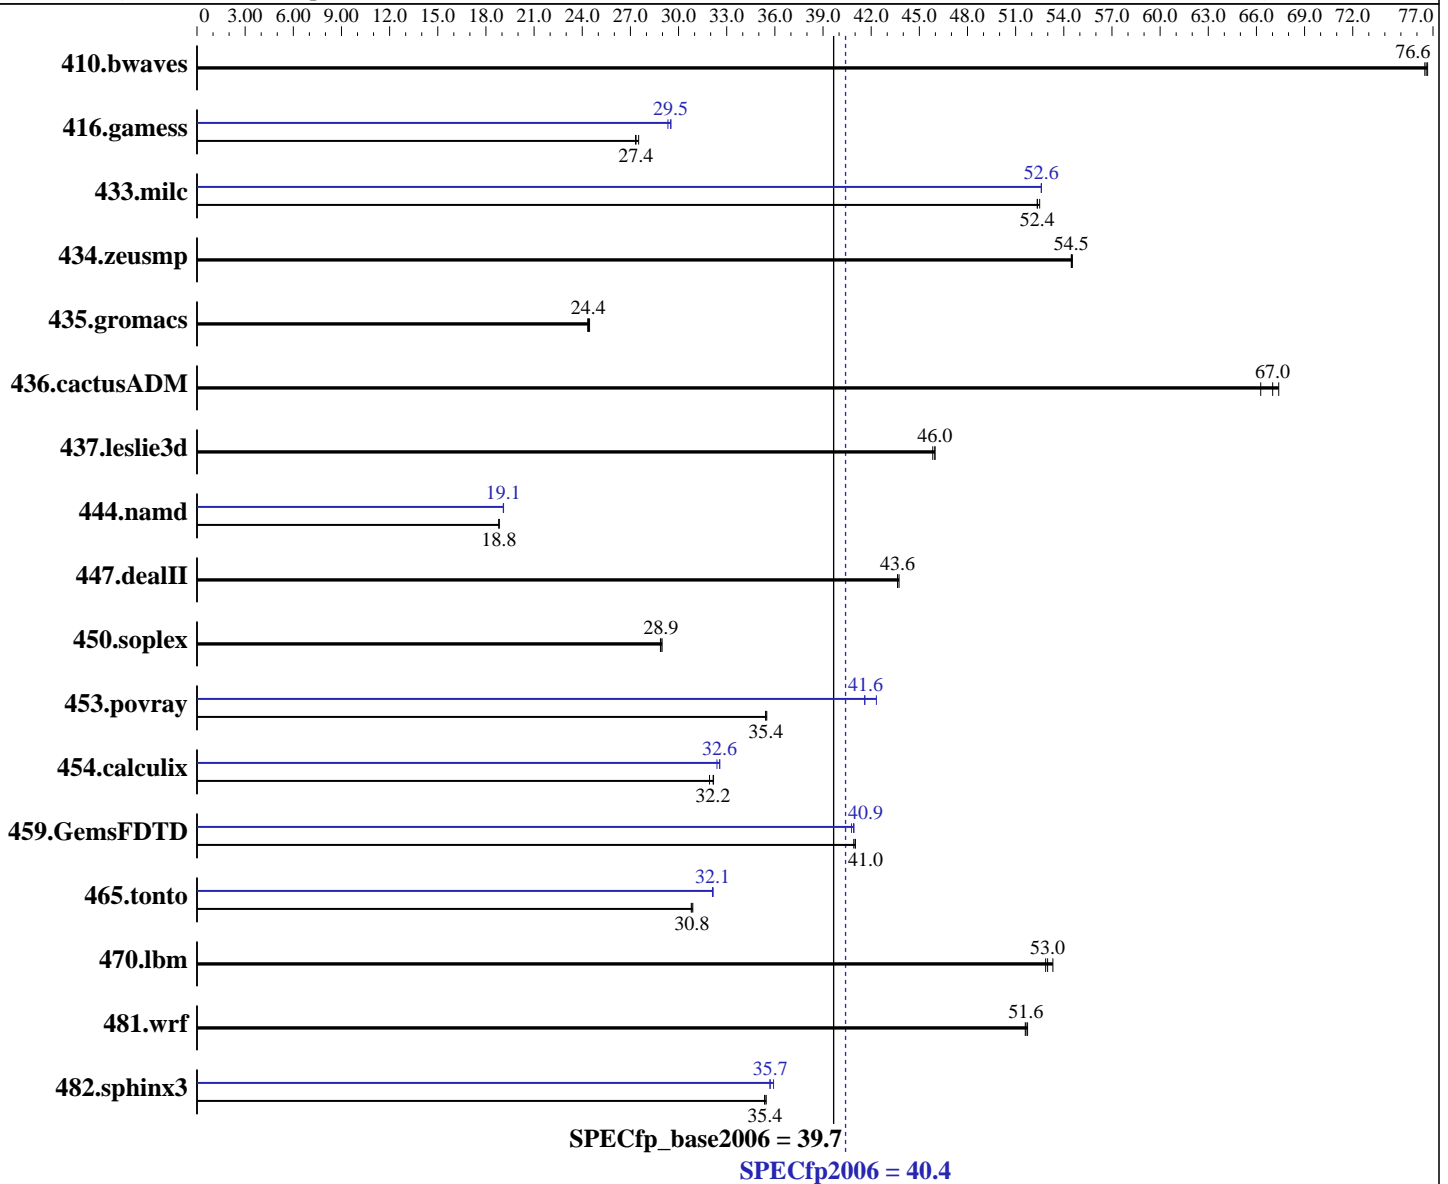 0 3.00 6.00 9.00 12.0 15.0 18.0 21.0 24.0 27.0 30.0 33.0 36.0 39.0 42.0 45.0 48.0 51.0 54.0 57.0 60.0 63.0 66.0 69.0 72.0 77.0
410.bwaves 76.6
29.5
416.gamess
27.4
52.6
433.milc
52.4
434.zeusmp 54.5
435.gromacs 24.4
436.cactusADM 67.0
437.leslie3d 46.0
19.1
444.namd
18.8
447.dealII 43.6
450.soplex 28.9
41.6
453.povray
35.4
32.6
454.calculix
32.2
40.9
459.GemsFDTD
41.0
32.1
465.tonto
30.8
470.lbm 53.0
481.wrf 51.6
35.7
482.sphinx3
35.4
SPECfp_base2006 = 39.7
SPECfp2006 = 40.4